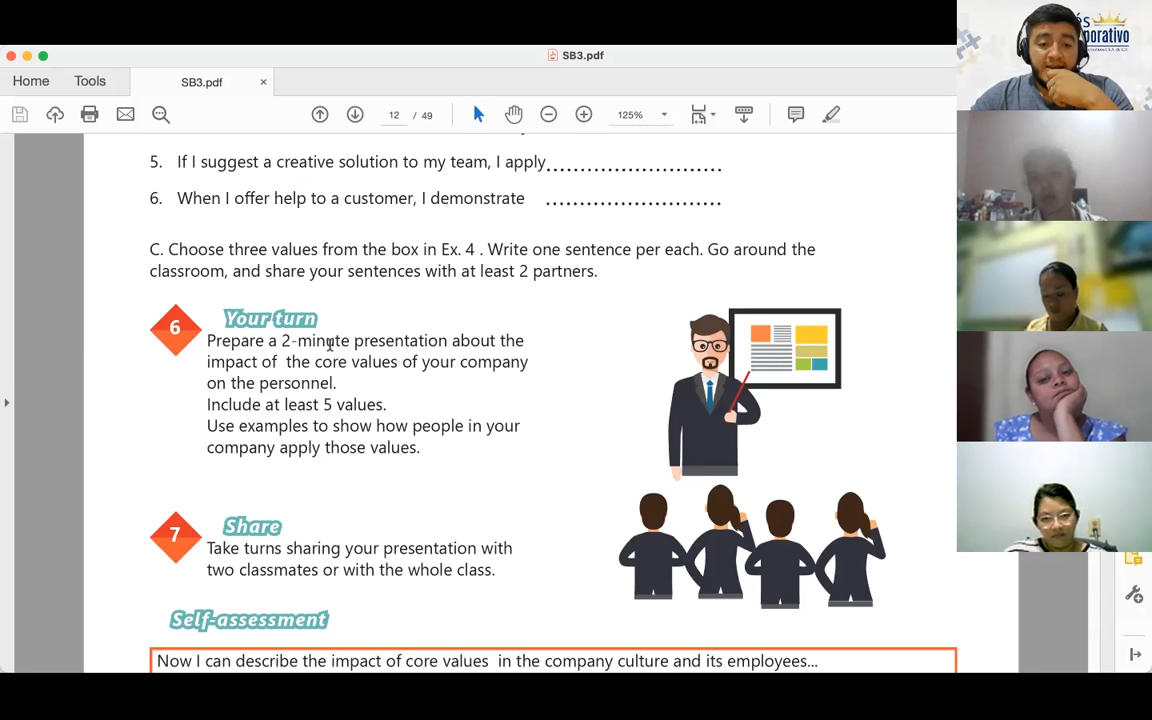 SB3.pdf
Home
Tools
SB3.pdf
×
12 / 49
125%
5. If I suggest a creative solution to my team, I apply..........................
6. When I offer help to a customer, I demonstrate ..........................
C. Choose three values from the box in Ex. 4 . Write one sentence per each. Go around the
classroom, and share your sentences with at least 2 partners.
6
Your turn
Prepare a 2-minute presentation about the
impact of the core values of your company
on the personnel.
Include at least 5 values.
Use examples to show how people in your
company apply those values.
7
Share
Take turns sharing your presentation with
two classmates or with the whole class.
Self-assessment
Now I can describe the impact of core values in the company culture and its employees...
és
porativo